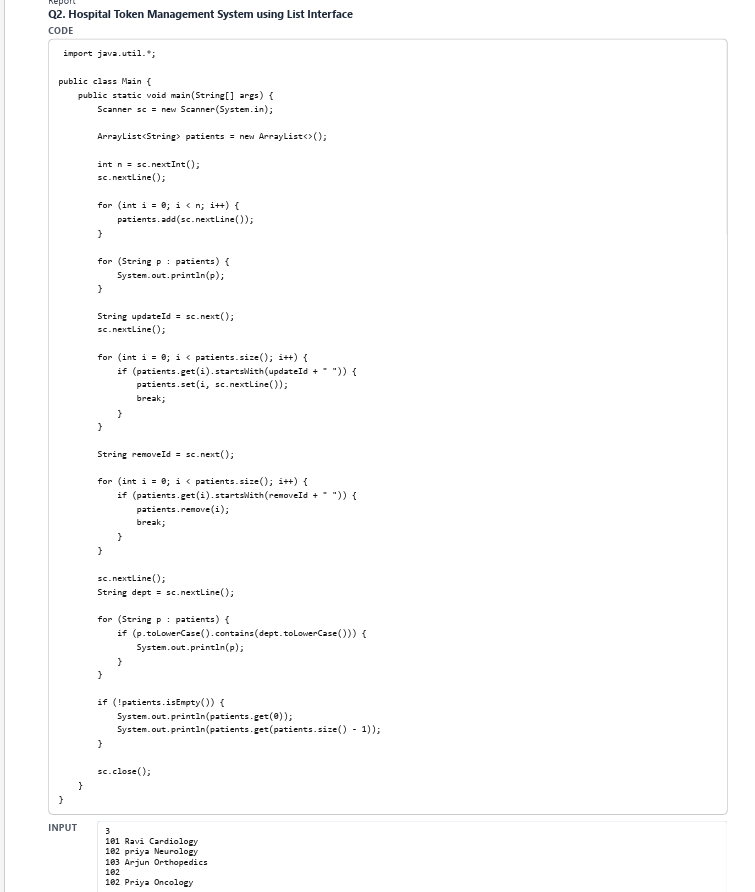 Report
Q2. Hospital Token Management System using List Interface
CODE
import java.util.*;
public class Main {
public static void main(String[] args) {
Scanner sc = new Scanner(System.in);
ArrayList<String> patients = new ArrayList<>();
int n = sc.nextInt();
sc.nextLine();
for (int i = 0; i < n; i++) {
patients.add(sc.nextLine());
}
for (String p : patients) {
System.out.println(p);
}
String updateId = sc.next();
sc.nextLine();
for (int i = 0; i < patients.size(); i++) {
if (patients.get(i).startsWith(updateId + " ")) {
patients.set(i, sc.nextLine());
break;
}
}
String removeId = sc.next();
for (int i = 0; i < patients.size(); i++) {
if (patients.get(i).startsWith(removeId + " ")) {
patients.remove(i);
break;
}
}
sc.nextLine();
String dept = sc.nextLine();
for (String p : patients) {
if (p.toLowerCase().contains(dept.toLowerCase())) {
System.out.println(p);
}
}
if (!patients.isEmpty()) {
System.out.println(patients.get(0));
System.out.println(patients.get(patients.size() - 1));
}
sc.close();
}
}
INPUT
3
101 Ravi Cardiology
102 priya Neurology
103 Arjun Orthopedics
102
102 Priya Oncology